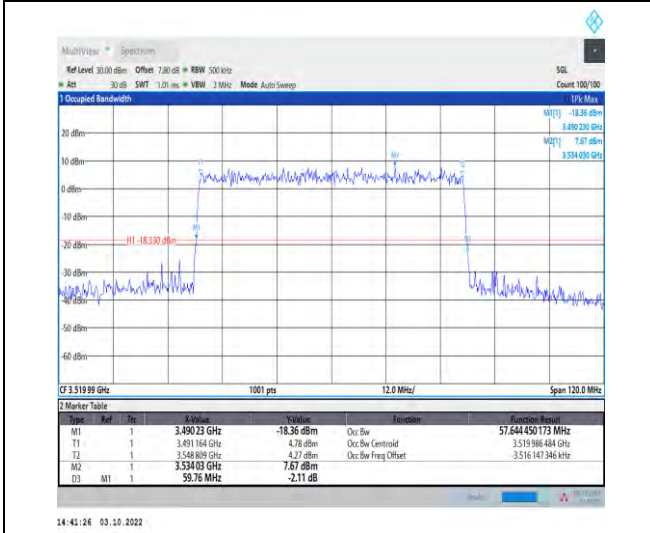 MultiView Spectrum
Ref Level 30.00 dBm Offset 7.80 dB RBW 500 kHz SGL
Att 30 dB SWT 1.01 ms VBW 2 MHz Mode Auto Sweep Count 100/100
1 Occupied Bandwidth 1Pk Max
M1[1] -18.36 dBm
3.490 230 GHz
M2[1] 7.67 dBm
3.534 030 GHz
20 dBm
10 dBm
0 dBm
-10 dBm
-20 dBm
H1 -18.330 dBm
-30 dBm
-40 dBm
-50 dBm
-60 dBm
T1
M2
T2
M1
D3
CF 3.51999 GHz 1001 pts 12.0 MHz/ Span 120.0 MHz
2 Marker Table
Type Ref Trc X-Value Y-Value Function Function Result
M1 1 3.49023 GHz -18.36 dBm Occ Bw 57.644 450 173 MHz
T1 1 3.491 164 GHz 4.78 dBm Occ Bw Centroid 3.519 986 484 GHz
T2 1 3.548 809 GHz 4.27 dBm Occ Bw Freq Offset -3.516 147 346 kHz
M2 1 3.53403 GHz 7.67 dBm
D3 M1 1 59.76 MHz -2.11 dB
14:41:26 03.10.2022